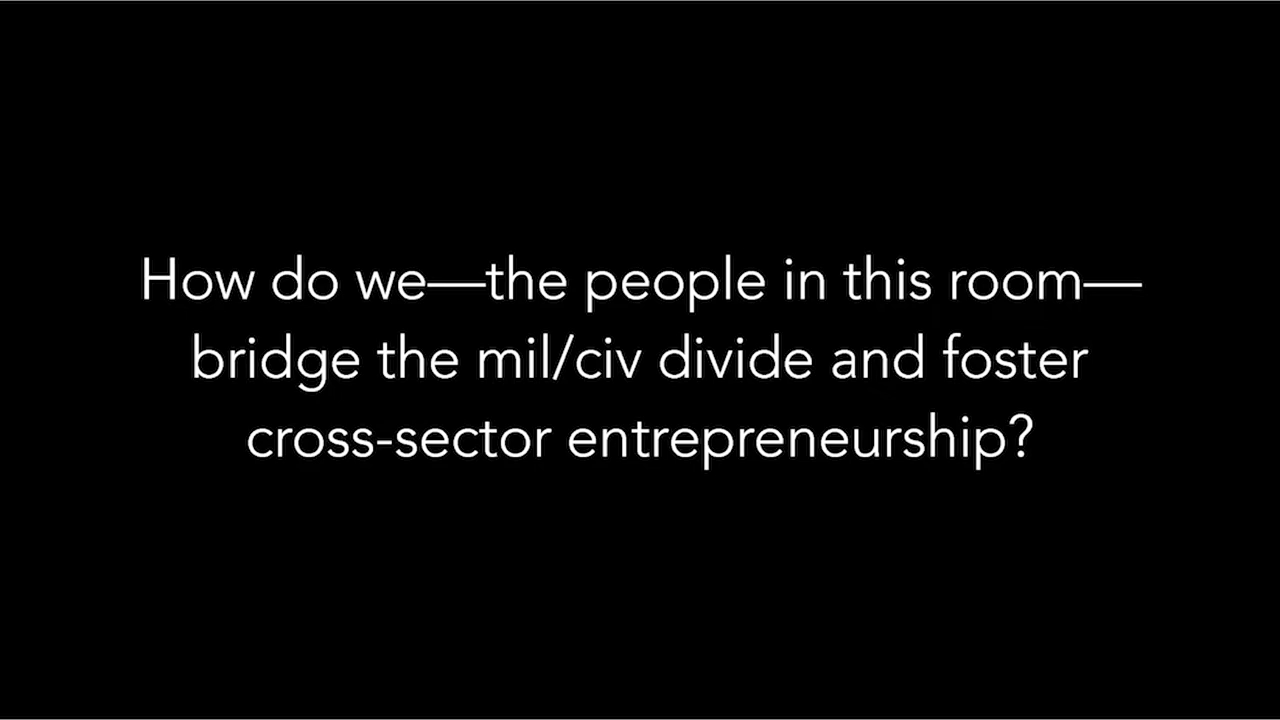 How do we—the people in this room—
bridge the mil/civ divide and foster
cross-sector entrepreneurship?